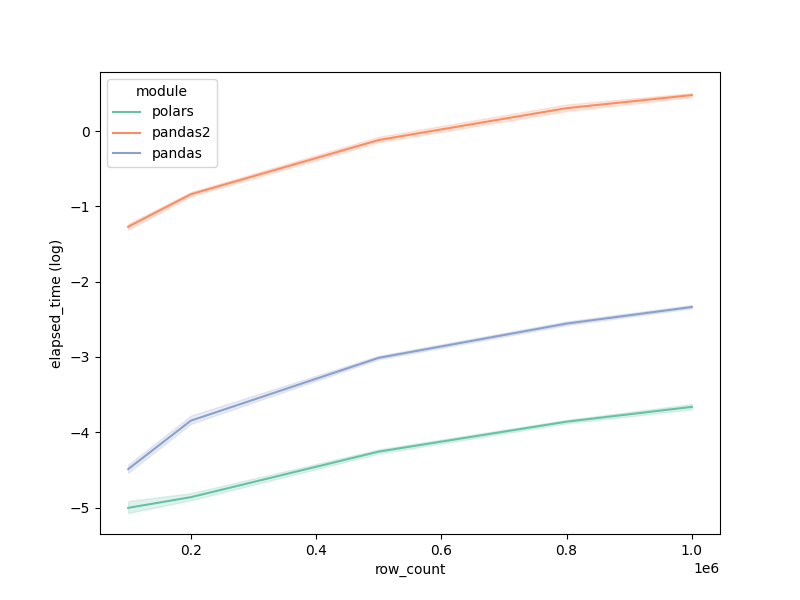 module
polars
pandas2
pandas
0
−1
−2
−3
−4
−5
elapsed_time (log)
0.2
0.4
0.6
0.8
1.0
1e6
row_count